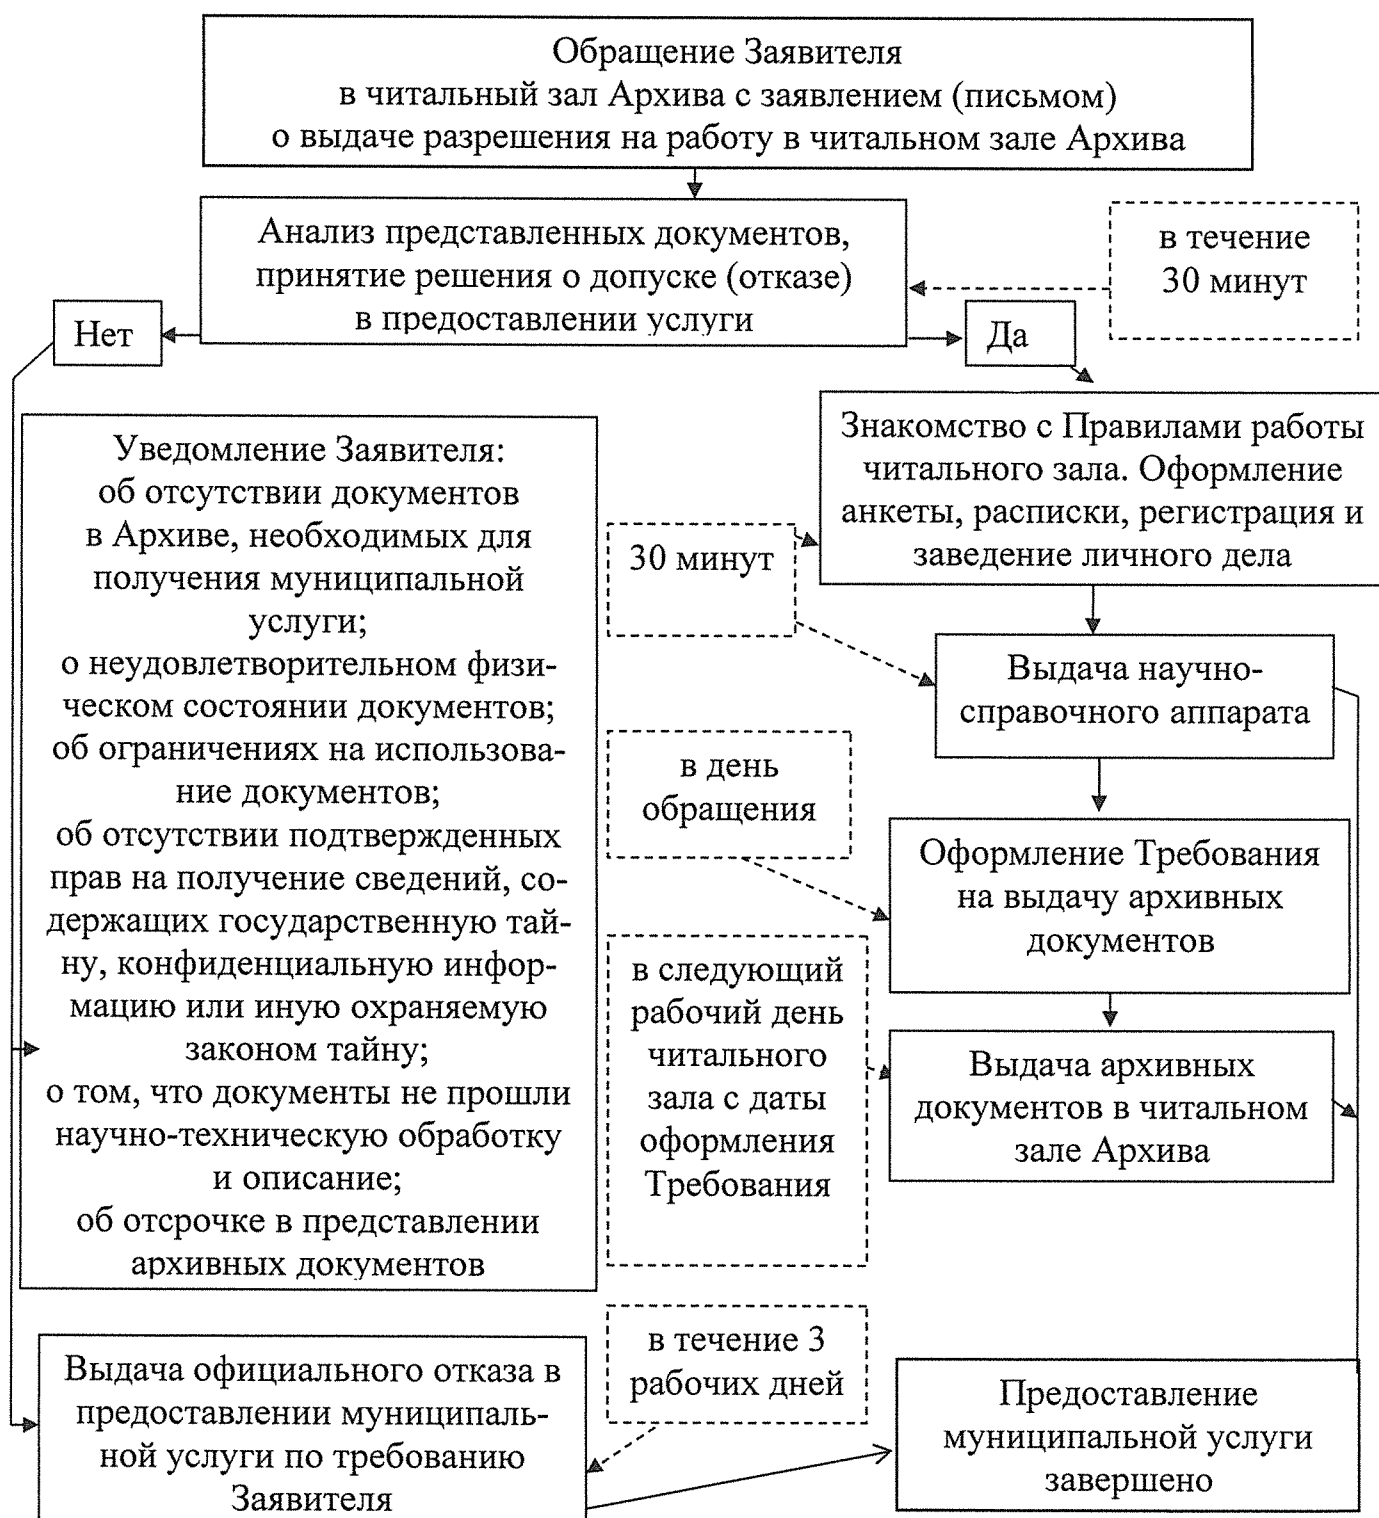 Обращение Заявителя
в читальный зал Архива с заявлением (письмом)
о выдаче разрешения на работу в читальном зале Архива
Анализ представленных документов,
принятие решения о допуске (отказе)
в предоставлении услуги
в течение
30 минут
Нет
Да
Знакомство с Правилами работы
читального зала. Оформление
анкеты, расписки, регистрация и
заведение личного дела
Уведомление Заявителя:
об отсутствии документов
в Архиве, необходимых для
получения муниципальной
услуги;
о неудовлетворительном физи-
ческом состоянии документов;
об ограничениях на использова-
ние документов;
об отсутствии подтвержденных
прав на получение сведений, со-
держащих государственную тай-
ну, конфиденциальную инфор-
мацию или иную охраняемую
законом тайну;
о том, что документы не прошли
научно-техническую обработку
и описание;
об отсрочке в представлении
архивных документов
30 минут
Выдача научно-
справочного аппарата
в день
обращения
Оформление Требования
на выдачу архивных
документов
в следующий
рабочий день
читального
зала с даты
оформления
Требования
Выдача архивных
документов в читальном
зале Архива
в течение 3
рабочих дней
Выдача официального отказа в
предоставлении муниципаль-
ной услуги по требованию
Заявителя
Предоставление
муниципальной услуги
завершено